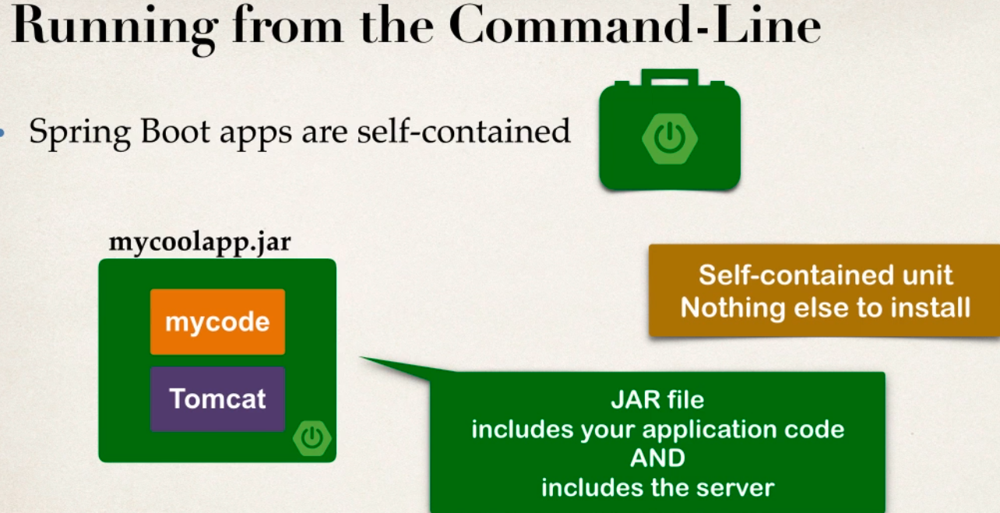 Running from the Command-Line
Spring Boot apps are self-contained
mycoolapp.jar
mycode
Tomcat
Self-contained unit
Nothing else to install
JAR file
includes your application code
AND
includes the server